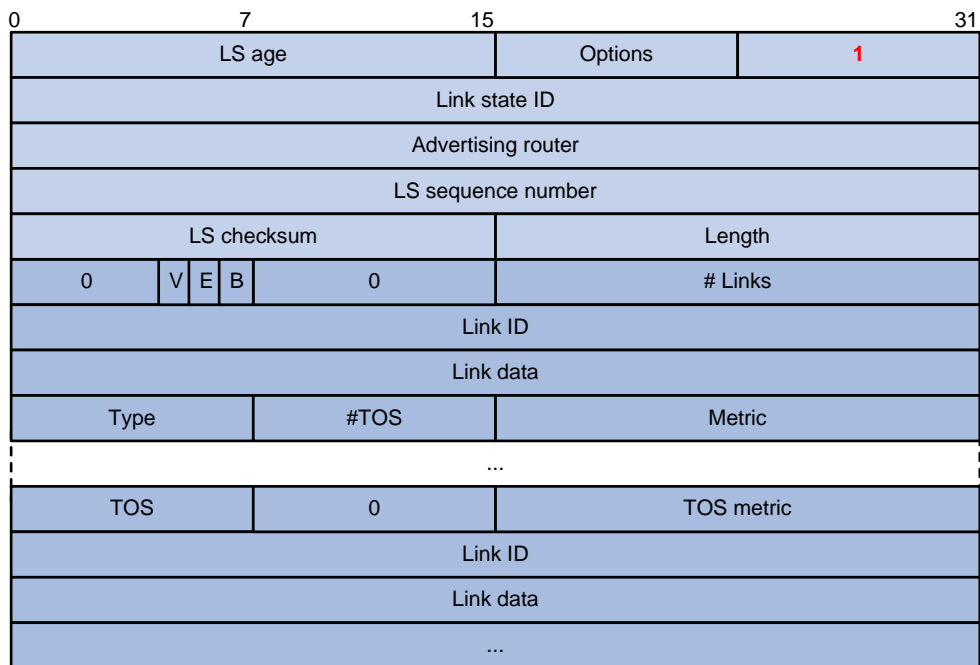 0 7 15 31
LS age Options 1
Link state ID
Advertising router
LS sequence number
LS checksum Length
0 V E B 0 # Links
Link ID
Link data
Type #TOS Metric
...
TOS 0 TOS metric
Link ID
Link data
...